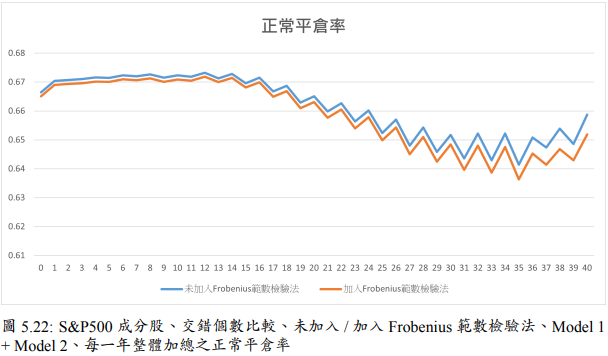 正常平倉率
0.68
0.67
0.66
0.65
0.64
0.63
0.62
0.61
0 1 2 3 4 5 6 7 8 9 10 11 12 13 14 15 16 17 18 19 20 21 22 23 24 25 26 27 28 29 30 31 32 33 34 35 36 37 38 39 40
未加入Frobenius範數檢驗法 加入Frobenius範數檢驗法
圖 5.22: S&P500 成分股、交錯個數比較、未加入 / 加入 Frobenius 範數檢驗法、Model 1
+ Model 2、每一年整體加總之正常平倉率